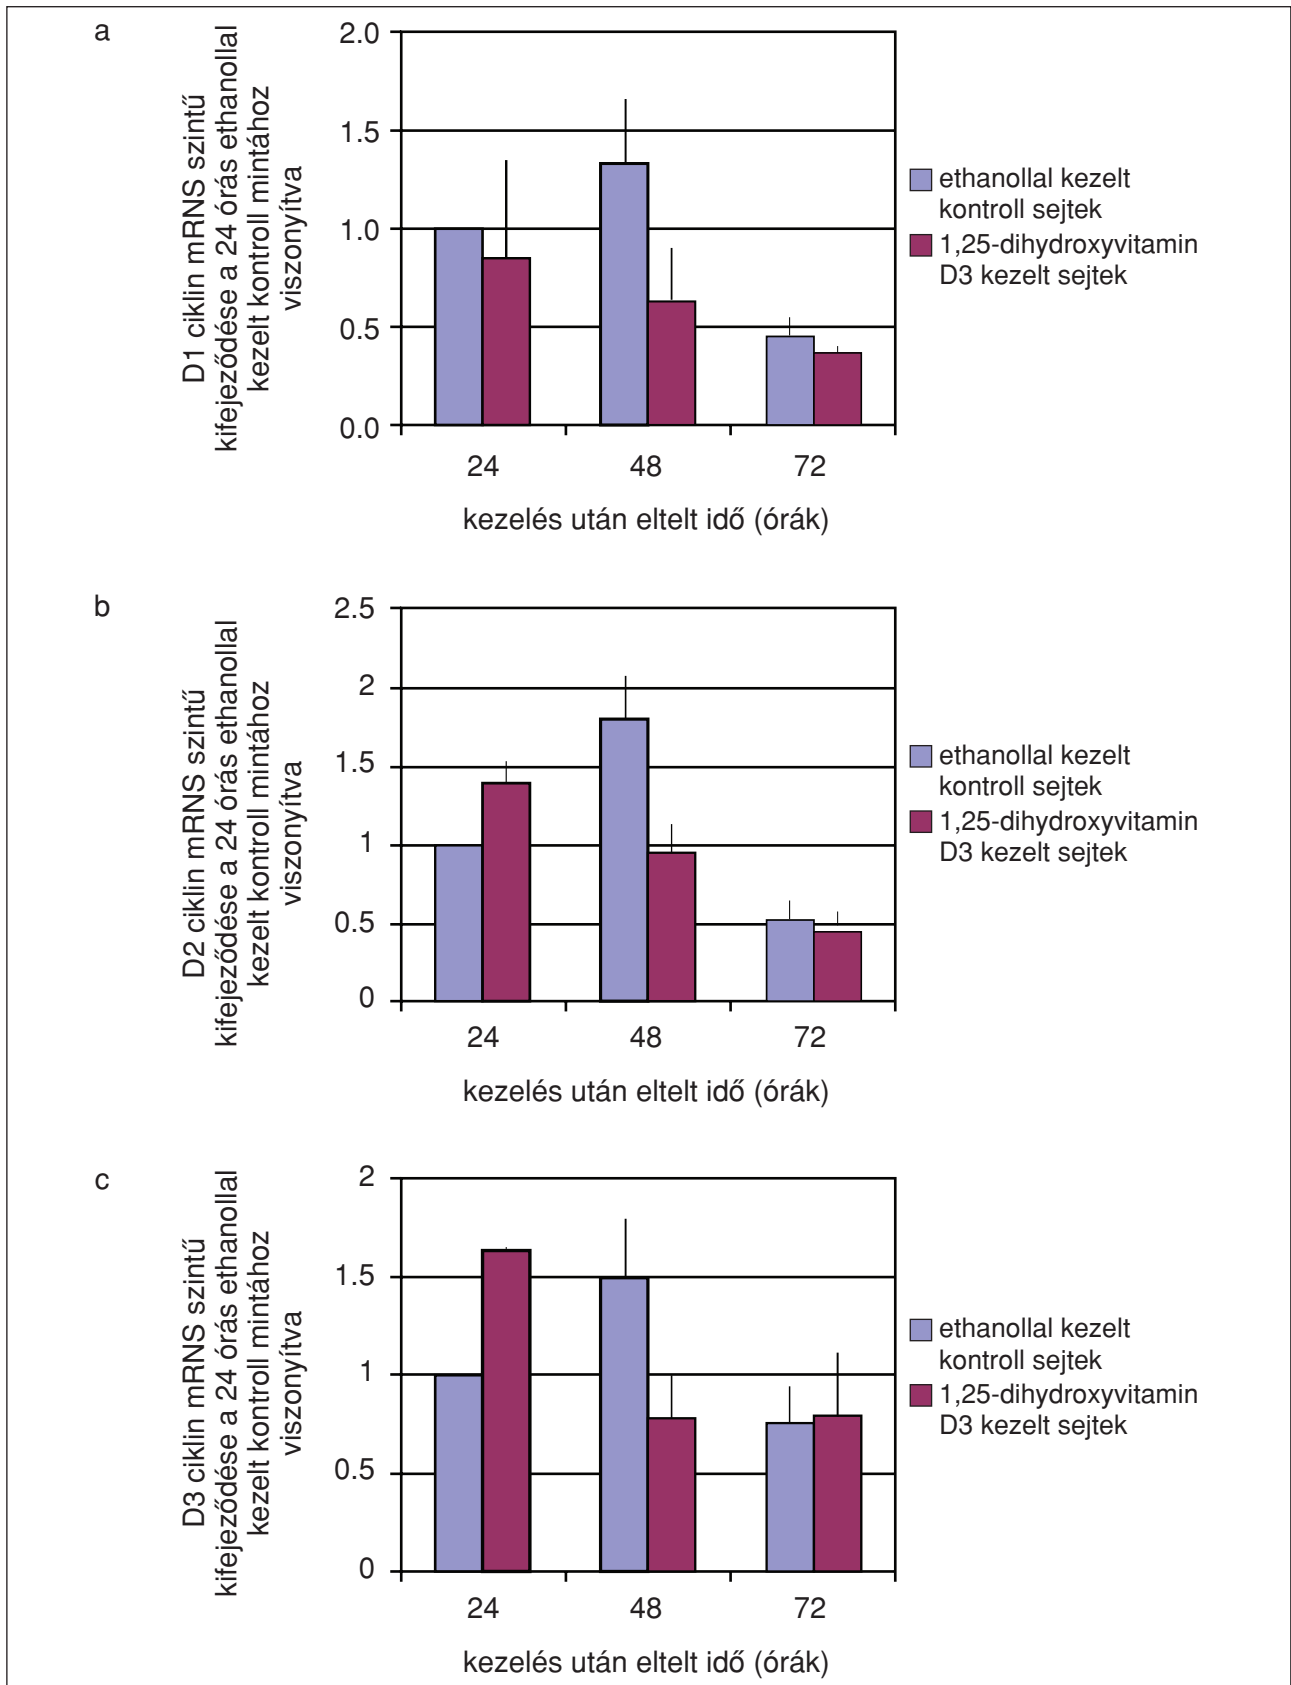 a
D1 ciklin mRNS szintű
kifejeződése a 24 órás ethanollal
kezelt kontroll mintához
viszonyítva
2.0
1.5
1.0
0.5
0.0
24 48 72
kezelés után eltelt idő (órák)
ethanollal kezelt
kontroll sejtek
1,25-dihydroxyvitamin
D3 kezelt sejtek
b
D2 ciklin mRNS szintű
kifejeződése a 24 órás ethanollal
kezelt kontroll mintához
viszonyítva
2.5
2
1.5
1
0.5
0
24 48 72
kezelés után eltelt idő (órák)
ethanollal kezelt
kontroll sejtek
1,25-dihydroxyvitamin
D3 kezelt sejtek
c
D3 ciklin mRNS szintű
kifejeződése a 24 órás ethanollal
kezelt kontroll mintához
viszonyítva
2
1.5
1
0.5
0
24 48 72
kezelés után eltelt idő (órák)
ethanollal kezelt
kontroll sejtek
1,25-dihydroxyvitamin
D3 kezelt sejtek